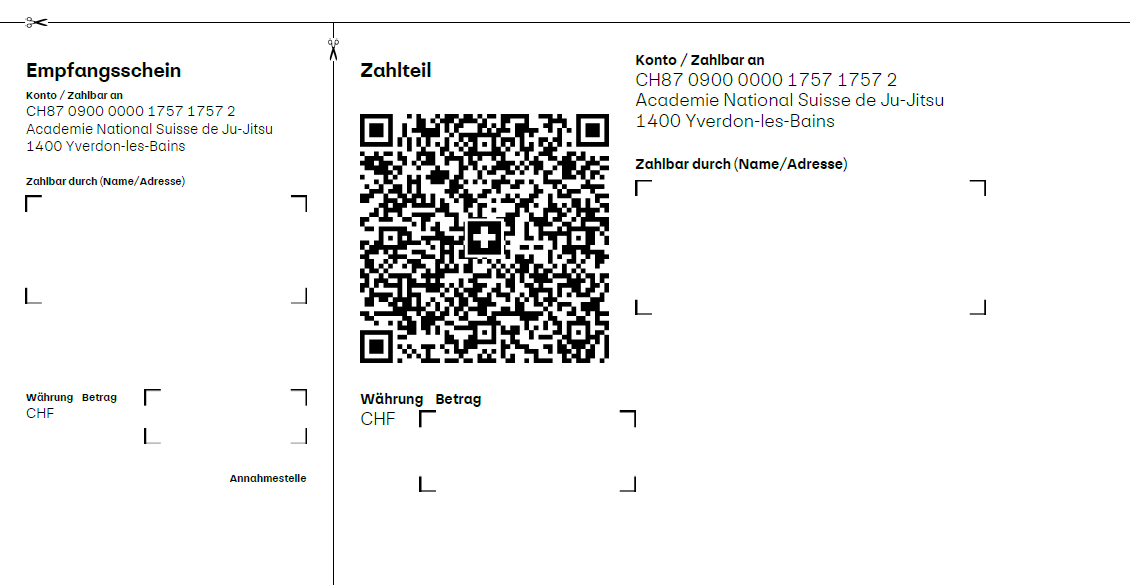 Empfangsschein
Konto / Zahlbar an
CH87 0900 0000 1757 1757 2
Academie National Suisse de Ju-Jitsu
1400 Yverdon-les-Bains
Zahlbar durch (Name/Adresse)
Währung Betrag
CHF
Annahmestelle
Zahlteil
Währung Betrag
CHF
Konto / Zahlbar an
CH87 0900 0000 1757 1757 2
Academie National Suisse de Ju-Jitsu
1400 Yverdon-les-Bains
Zahlbar durch (Name/Adresse)